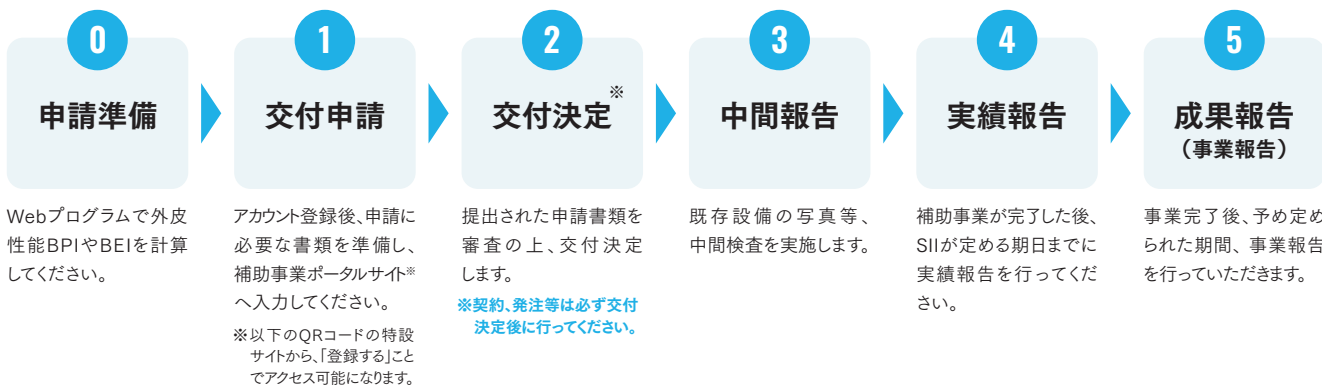 0
申請準備
Webプログラムで外皮
性能BPIやBEIを計算
してください。
1
交付申請
アカウント登録後、申請に
必要な書類を準備し、
補助事業ポータルサイト※
へ入力してください。
※以下のQRコードの特設
サイトから、「登録する」こと
でアクセス可能になります。
2
交付決定※
提出された申請書類を
審査の上、交付決定
します。
※契約、発注等は必ず交付
決定後に行ってください。
3
中間報告
既存設備の写真等、
中間検査を実施します。
4
実績報告
補助事業が完了した後、
SIIが定める期日までに
実績報告を行ってくだ
さい。
5
成果報告
(事業報告)
事業完了後、予め定め
られた期間、事業報告
を行っていただきます。